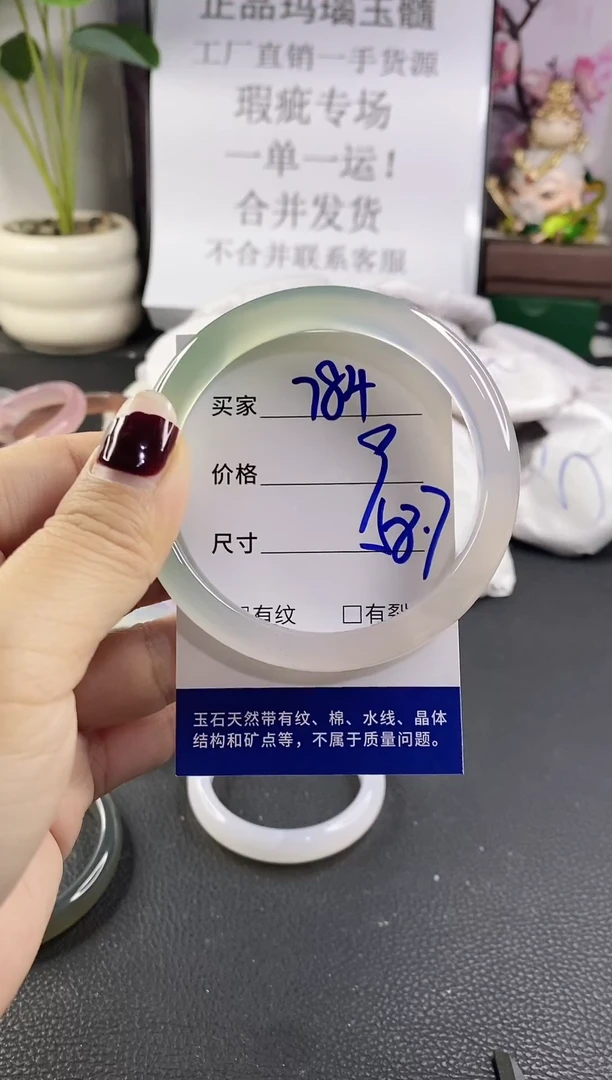 正品玛瑙玉髓
工厂直销一手货源
瑕疵专场
一单一运!
合并发货
不合并联系客服
买家 784
价格 9
尺寸 58.7
□有纹 □有裂
玉石天然带有纹、棉、水线、晶体
结构和矿点等，不属于质量问题。